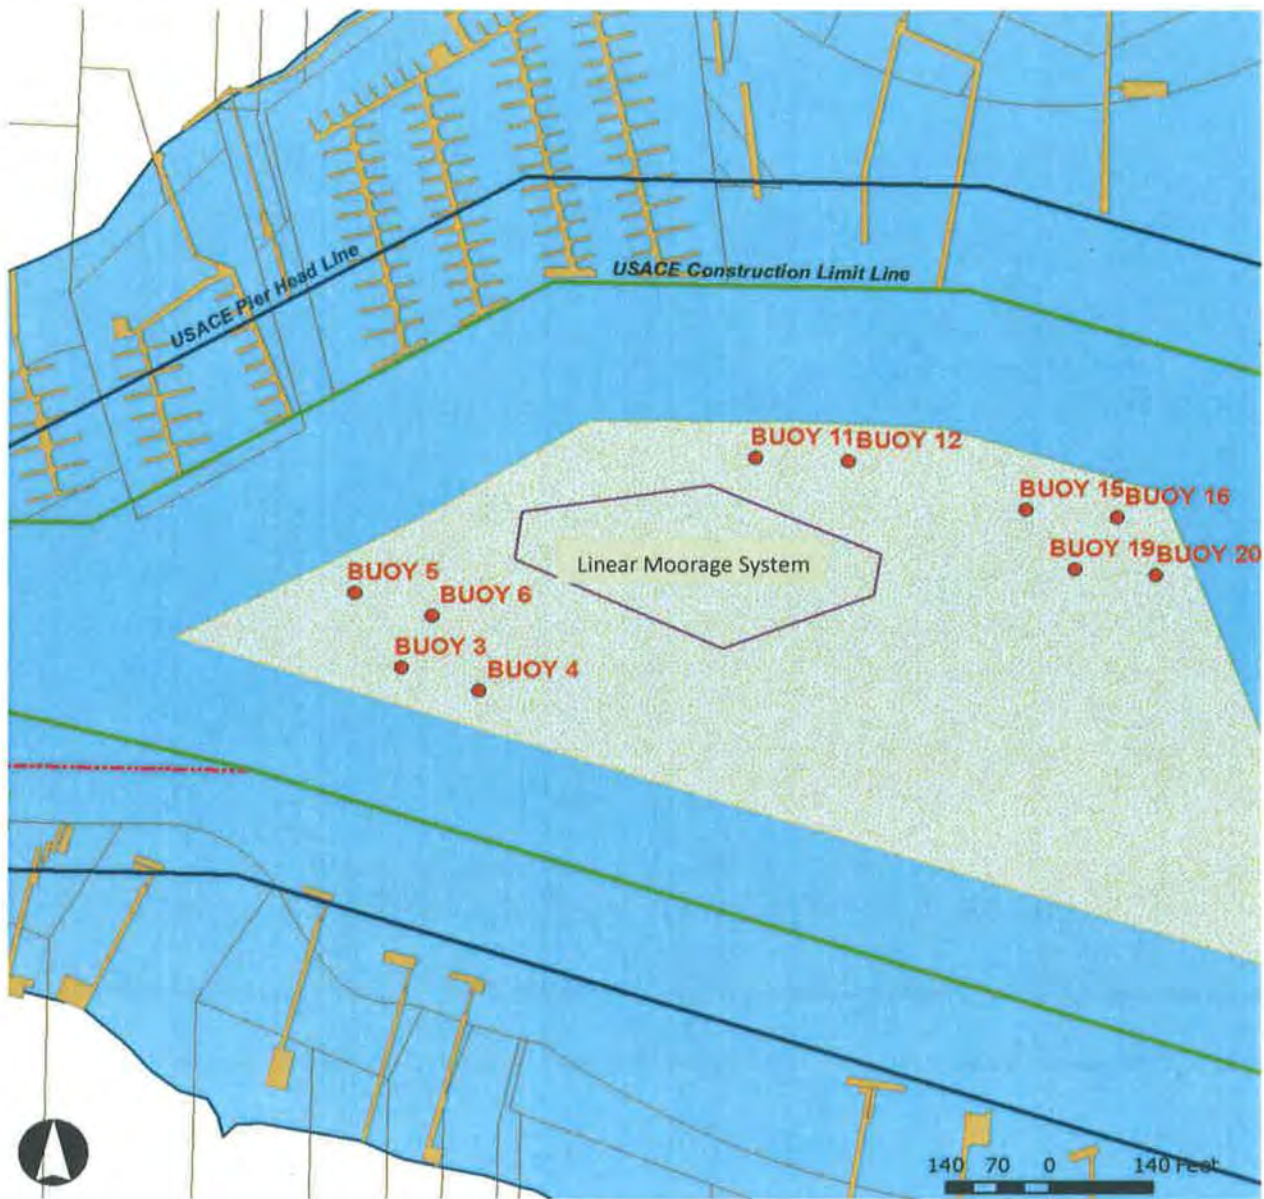 USACE Pier Head Line
USACE Construction Limit Line
BUOY 11 BUOY 12
BUOY 15 BUOY 16
BUOY 19 BUOY 20
Linear Moorage System
BUOY 5
BUOY 6
BUOY 3
BUOY 4
140 70 0 140 Feet